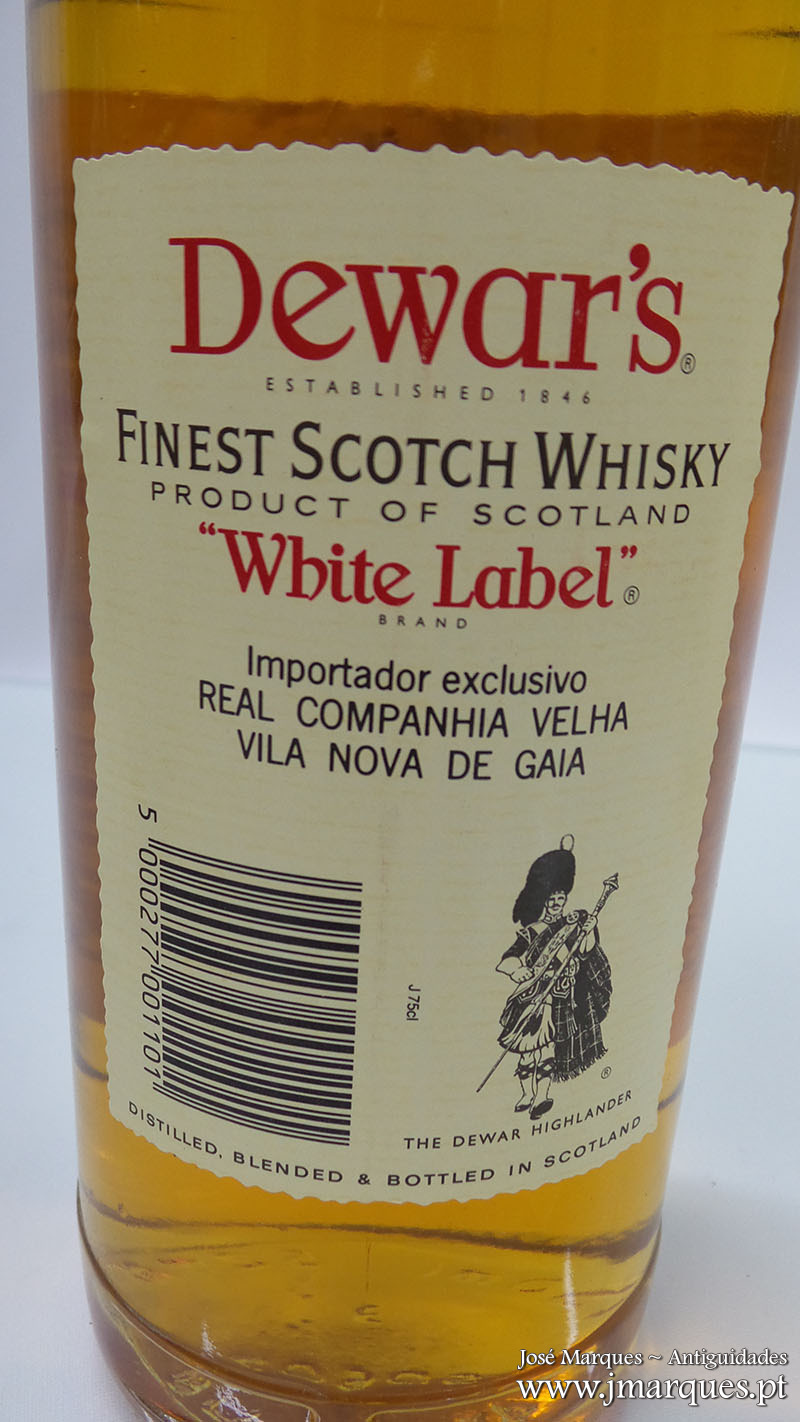 Dewar's®
ESTABLISHED 1846
FINEST SCOTCH WHISKY
PRODUCT OF SCOTLAND
"White Label"®
BRAND
Importador exclusivo
REAL COMPANHIA VELHA
VILA NOVA DE GAIA
5 000277 001101
J 75cl
®
THE DEWAR HIGHLANDER
DISTILLED, BLENDED & BOTTLED IN SCOTLAND
José Marques ~ Antiguidades
www.jmarques.pt